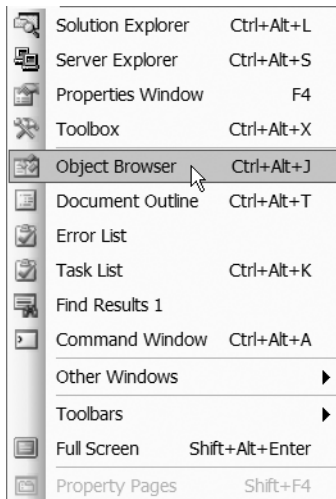 Solution Explorer Ctrl+Alt+L
Server Explorer Ctrl+Alt+S
Properties Window F4
Toolbox Ctrl+Alt+X
Object Browser Ctrl+Alt+J
Document Outline Ctrl+Alt+T
Error List
Task List Ctrl+Alt+K
Find Results 1
Command Window Ctrl+Alt+A
Other Windows
Toolbars
Full Screen Shift+Alt+Enter
Property Pages Shift+F4